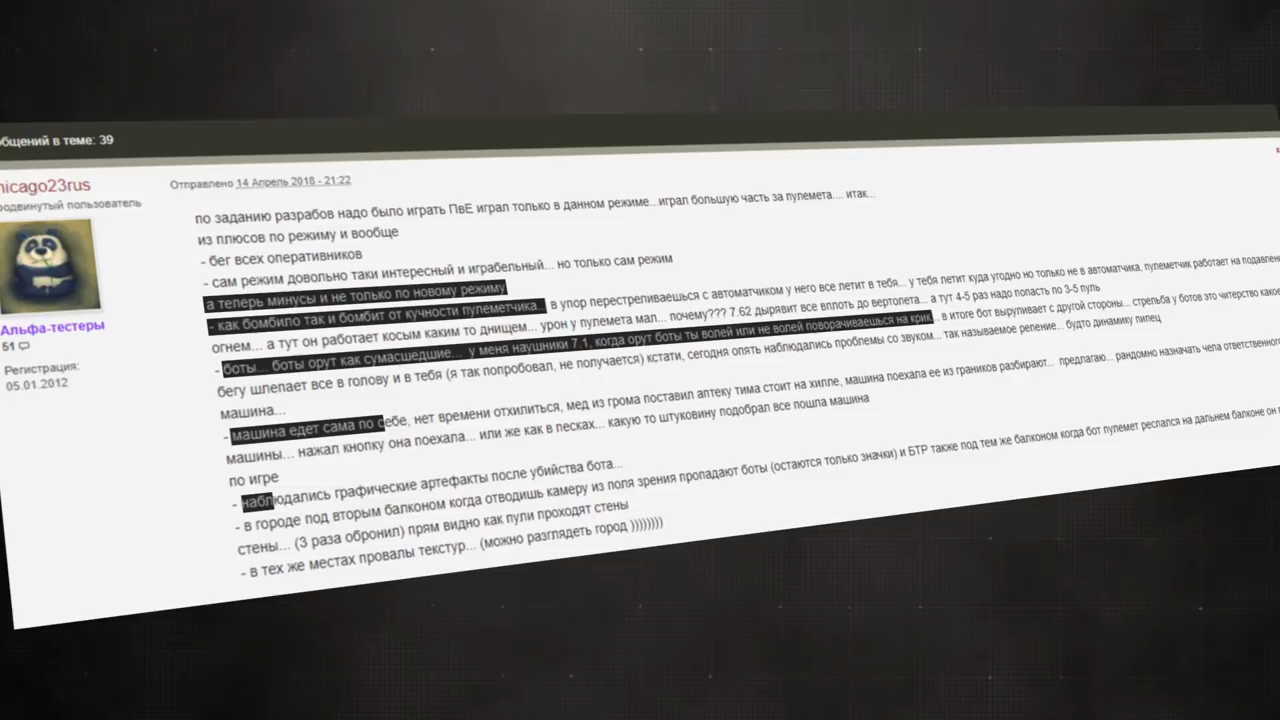 общений в теме: 39
hicago23rus
Отправлено 14 Апрель 2018 - 21:22
родвинутый пользователь
Альфа-тестеры
51
Регистрация:
05.01.2012
по заданию разрабов надо было играть ПвЕ играл только в данном режиме...играл большую часть за пулемета.... итак...
из плюсов по режиму и вообще
- бег всех оперативников
- сам режим довольно таки интересный и играбельный... но только сам режим
а теперь минусы и не только по новому режиму
- как бомбило так и бомбит от кучности пулеметчика.. в упор перестреливаешься с автоматчиком у него все летит в тебя... у тебя летит куда угодно но только не в автоматчика, пулеметчик работает на подавлени
огнем... а тут он работает косым каким то днищем... урон у пулемета мал... почему??? 7.62 дырявит все вплоть до вертолета... а тут 4-5 раз надо попасть по 3-5 пуль
- боты... боты орут как сумасшедшие... у меня наушники 7.1, когда орут боты ты волей или не волей поворачиваешься на крик.. в итоге бот выруливает с другой стороны... стрельба у ботов это читерство какое
бегу шлепает все в голову и в тебя (я так попробовал, не получается) кстати, сегодня опять наблюдались проблемы со звуком... так называемое репение... будто динамику пипец
машина...
- машина едет сама по себе, нет времени отхилиться, мед из грома поставил аптеку тима стоит на хилле, машина поехала ее из граников разбирают... предлагаю... рандомно назначать чела ответственного
машины... нажал кнопку она поехала... или же как в песках... какую то штуковину подобрал все пошла машина
по игре
- наблюдались графические артефакты после убийства бота...
- в городе под вторым балконом когда отводишь камеру из поля зрения пропадают боты (остаются только значки) и БТР также под тем же балконом когда бот пулемет респался на дальнем балконе он
стены... (3 раза обронил) прям видно как пули проходят стены
- в тех же местах провалы текстур... (можно разглядеть город ))))))))